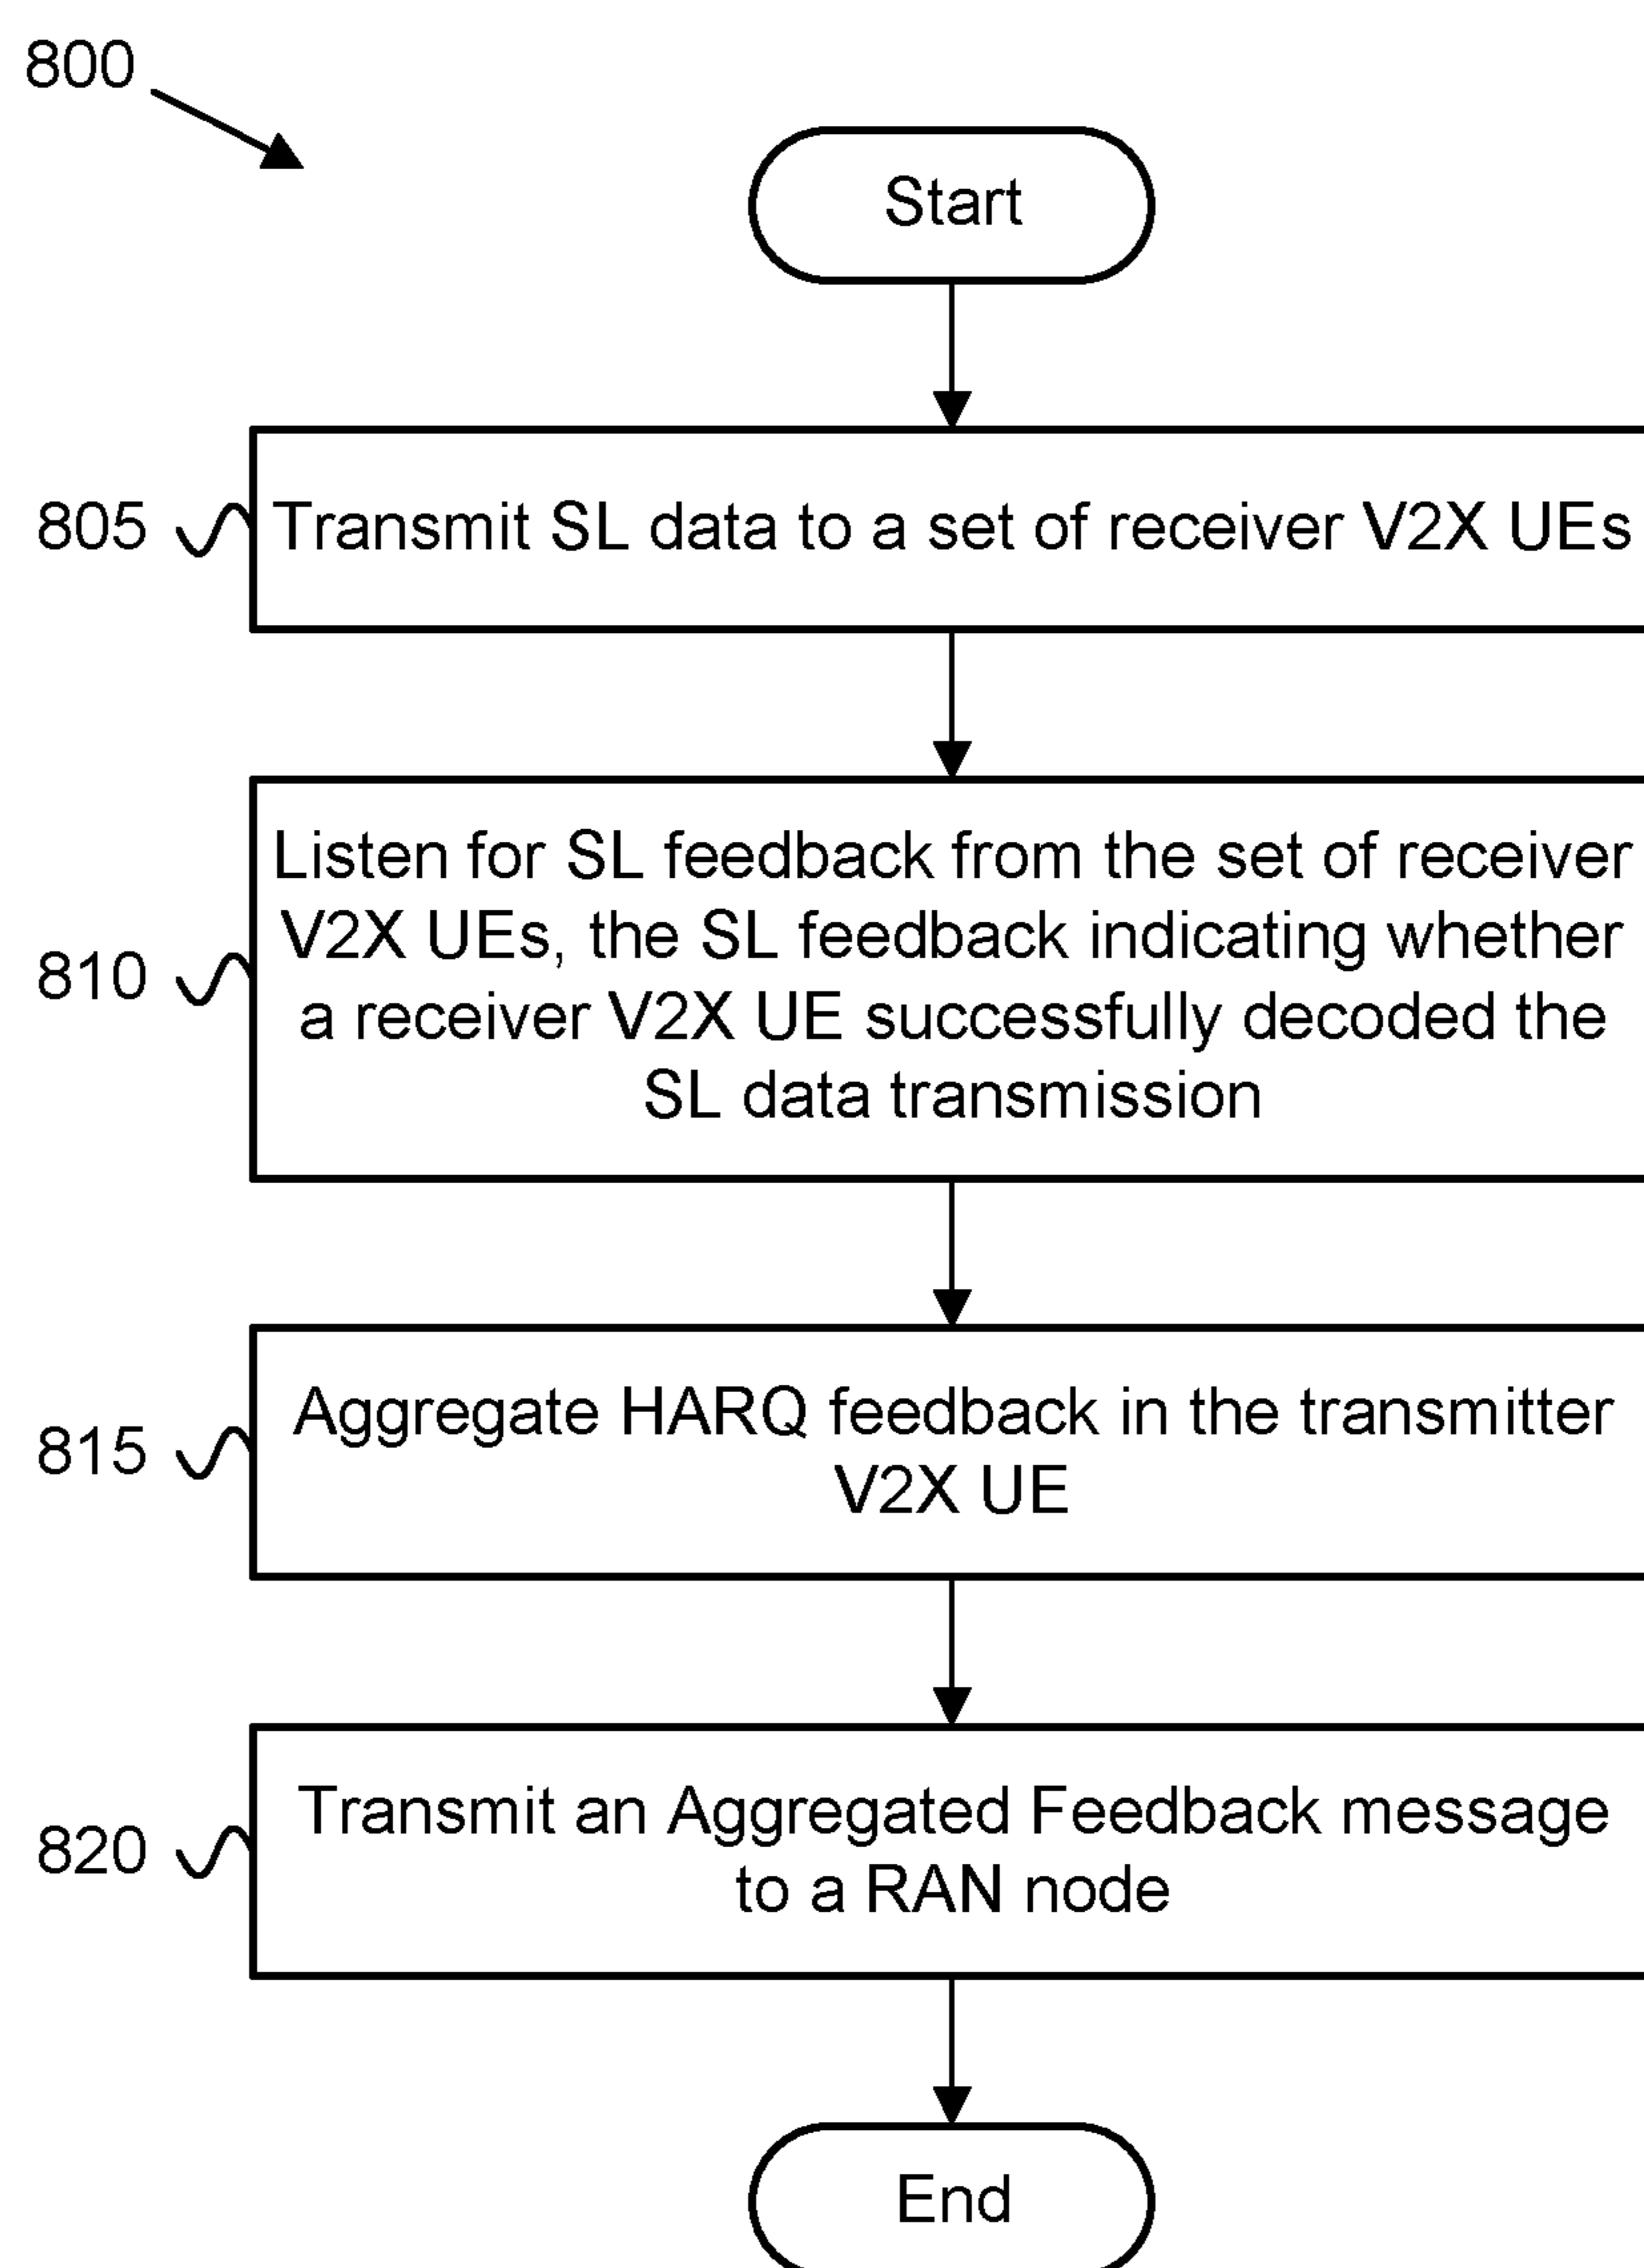 800
Start
805
Transmit SL data to a set of receiver V2X UEs
810
Listen for SL feedback from the set of receiver
V2X UEs, the SL feedback indicating whether
a receiver V2X UE successfully decoded the
SL data transmission
815
Aggregate HARQ feedback in the transmitter
V2X UE
820
Transmit an Aggregated Feedback message
to a RAN node
End